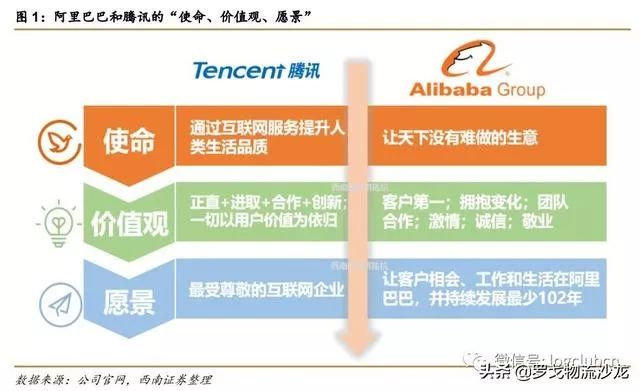 图1：阿里巴巴和腾讯的“使命、价值观、愿景”
Tencent 腾讯
Alibaba Group
使命
通过互联网服务提升人
类生活品质
让天下没有难做的生意
价值观
正直+进取+合作+创新；
一切以用户价值为依归
客户第一；拥抱变化；团队
合作；激情；诚信；敬业
愿景
最受尊敬的互联网企业
让客户相会、工作和生活在阿里
巴巴，并持续发展最少102年
数据来源：公司官网，西南证券整理
微信号: logclubcn
头条 @罗戈物流沙龙